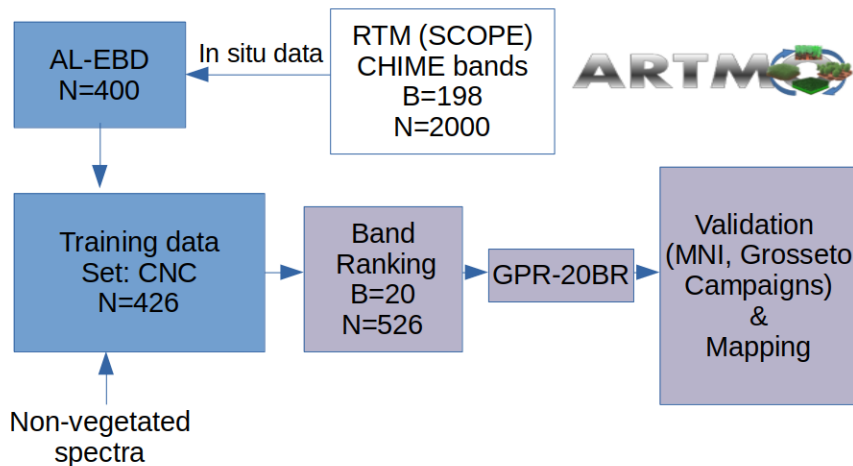 AL-EBD
N=400
In situ data
RTM (SCOPE)
CHIME bands
B=198
N=2000
ARTMO
Training data
Set: CNC
N=426
Band
Ranking
B=20
N=526
GPR-20BR
Validation
(MNI, Grosseto
Campaigns)
&
Mapping
Non-vegetated
spectra